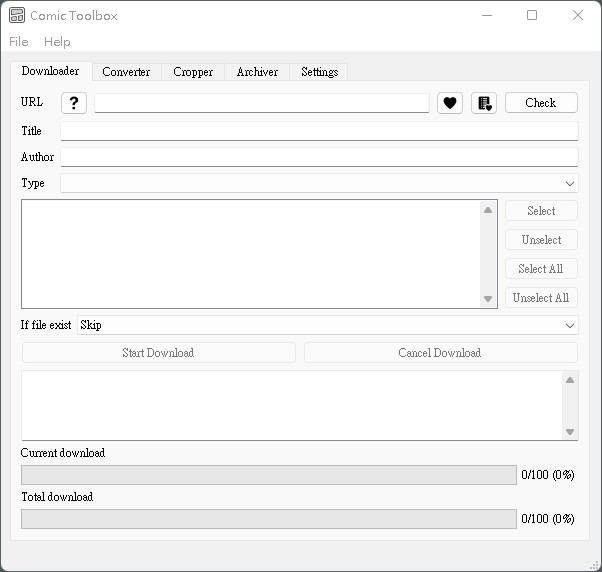 Comic Toolbox
File Help
Downloader Converter Cropper Archiver Settings
URL ? Check
Title
Author
Type
Select
Unselect
Select All
Unselect All
If file exist Skip
Start Download Cancel Download
Current download
0/100 (0%)
Total download
0/100 (0%)